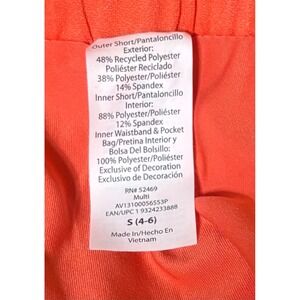 Outer Short/Pantaloncillo
Exterior:
48% Recycled Polyester
Poliéster Reciclado
38% Polyester/Poliéster
14% Spandex
Inner Short/Pantaloncillo
Interior:
88% Polyester/Poliéster
12% Spandex
Inner Waistband & Pocket
Bag/Pretina Interior y
Bolsa Del Bolsillo:
100% Polyester/Poliéster
Exclusive of Decoration
Exclusivo de Decoración
RN# 52469
Multi
AV13100056553P
EAN/UPC 1 9324233888
S (4-6)
Made In/Hecho En
Vietnam